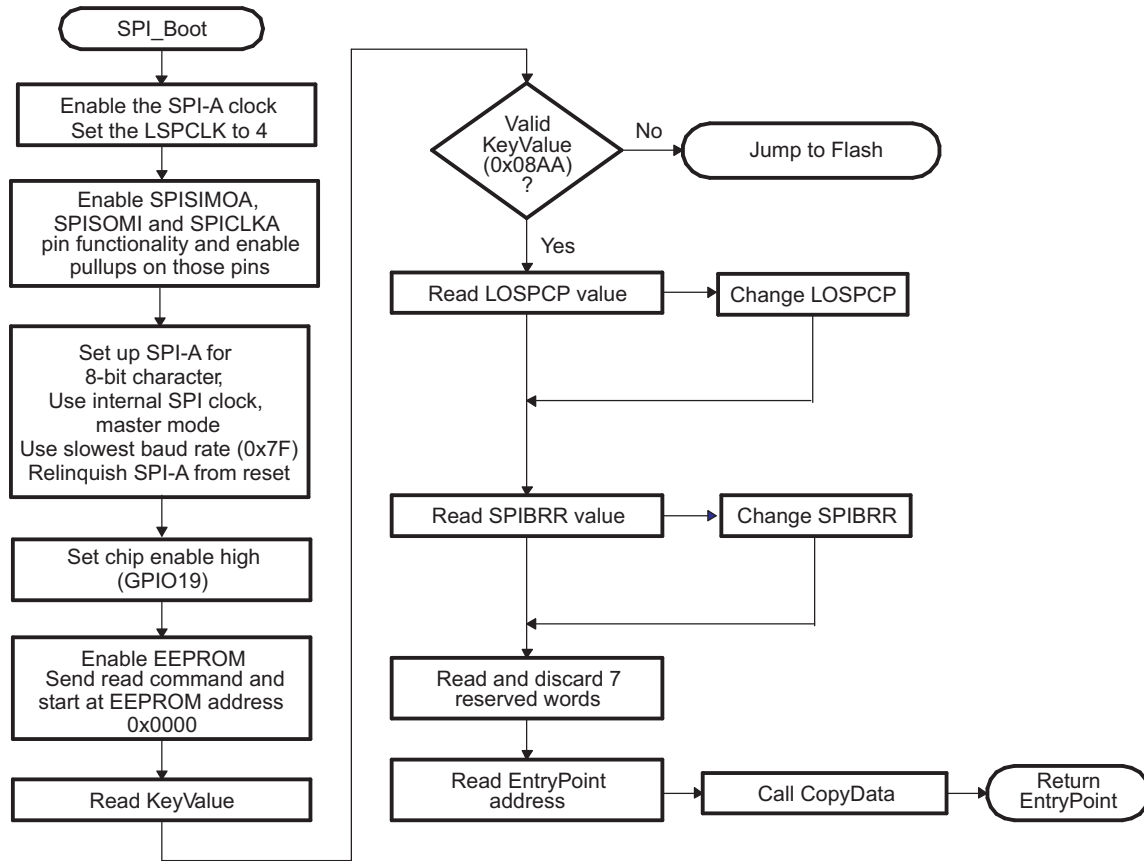 SPI_Boot
Enable the SPI-A clock
Set the LSPCLK to 4
Enable SPISIMOA,
SPISOMI and SPICLKA
pin functionality and enable
pullups on those pins
Set up SPI-A for
8-bit character,
Use internal SPI clock,
master mode
Use slowest baud rate (0x7F)
Relinquish SPI-A from reset
Set chip enable high
(GPIO19)
Enable EEPROM
Send read command and
start at EEPROM address
0x0000
Read KeyValue
Valid
KeyValue
(0x08AA)
?
No
Jump to Flash
Yes
Read LOSPCP value
Change LOSPCP
Read SPIBRR value
Change SPIBRR
Read and discard 7
reserved words
Read EntryPoint
address
Call CopyData
Return
EntryPoint